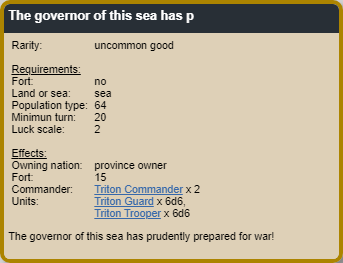 The governor of this sea has p
Rarity: uncommon good
Requirements:
Fort: no
Land or sea: sea
Population type: 64
Minimun turn: 20
Luck scale: 2
Effects:
Owning nation: province owner
Fort: 15
Commander: Triton Commander x 2
Units: Triton Guard x 6d6,
Triton Trooper x 6d6
The governor of this sea has prudently prepared for war!